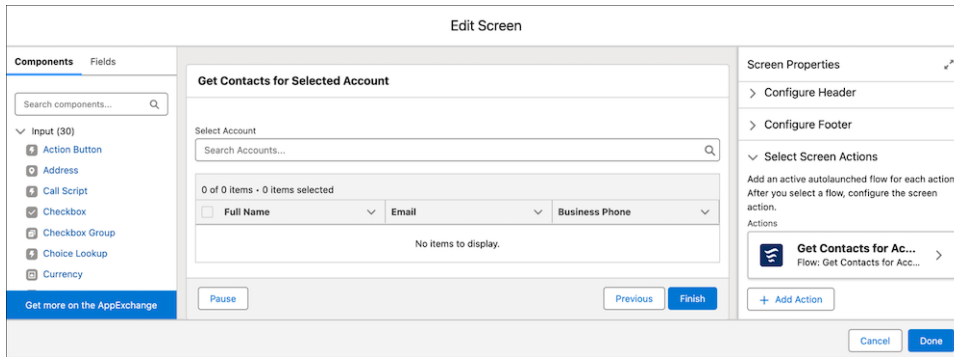 Edit Screen
Components Fields
Search components...
Input (30)
Action Button
Address
Call Script
Checkbox
Checkbox Group
Choice Lookup
Currency
Get more on the AppExchange
Get Contacts for Selected Account
Select Account
Search Accounts...
0 of 0 items • 0 items selected
Full Name Email Business Phone
No items to display.
Pause Previous Finish
Screen Properties
Configure Header
Configure Footer
Select Screen Actions
Add an active autolaunched flow for each action
After you select a flow, configure the screen
action.
Actions
Get Contacts for Ac...
Flow: Get Contacts for Acc...
+ Add Action
Cancel Done